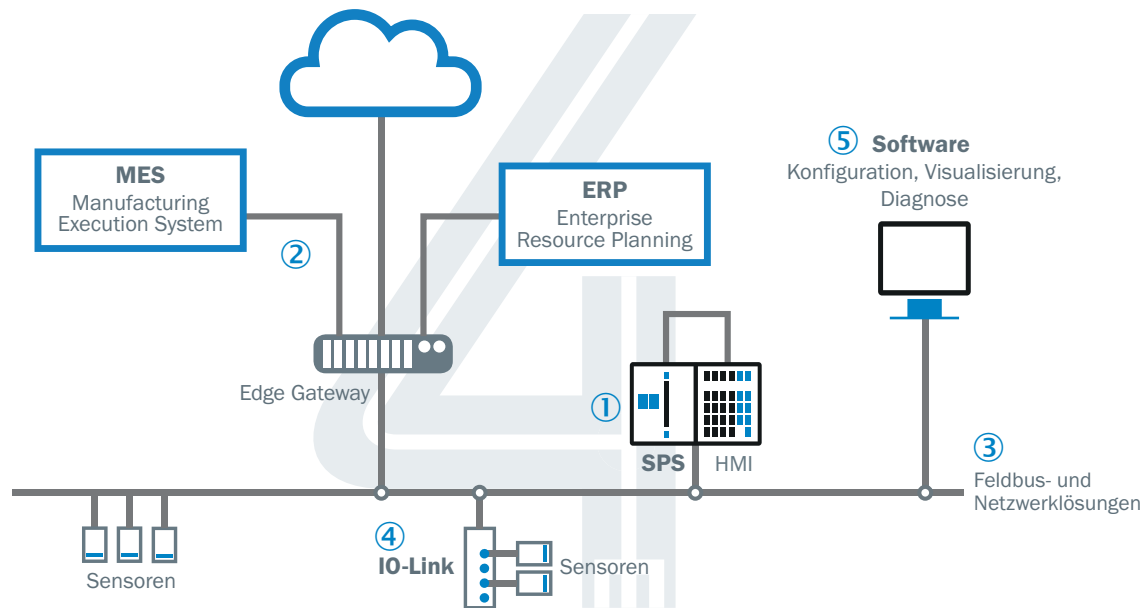 MES
Manufacturing
Execution System
②
ERP
Enterprise
Resource Planning
⑤ Software
Konfiguration, Visualisierung,
Diagnose
Edge Gateway
①
SPS HMI
③
Feldbus- und
Netzwerklösungen
Sensoren
④
IO-Link
Sensoren